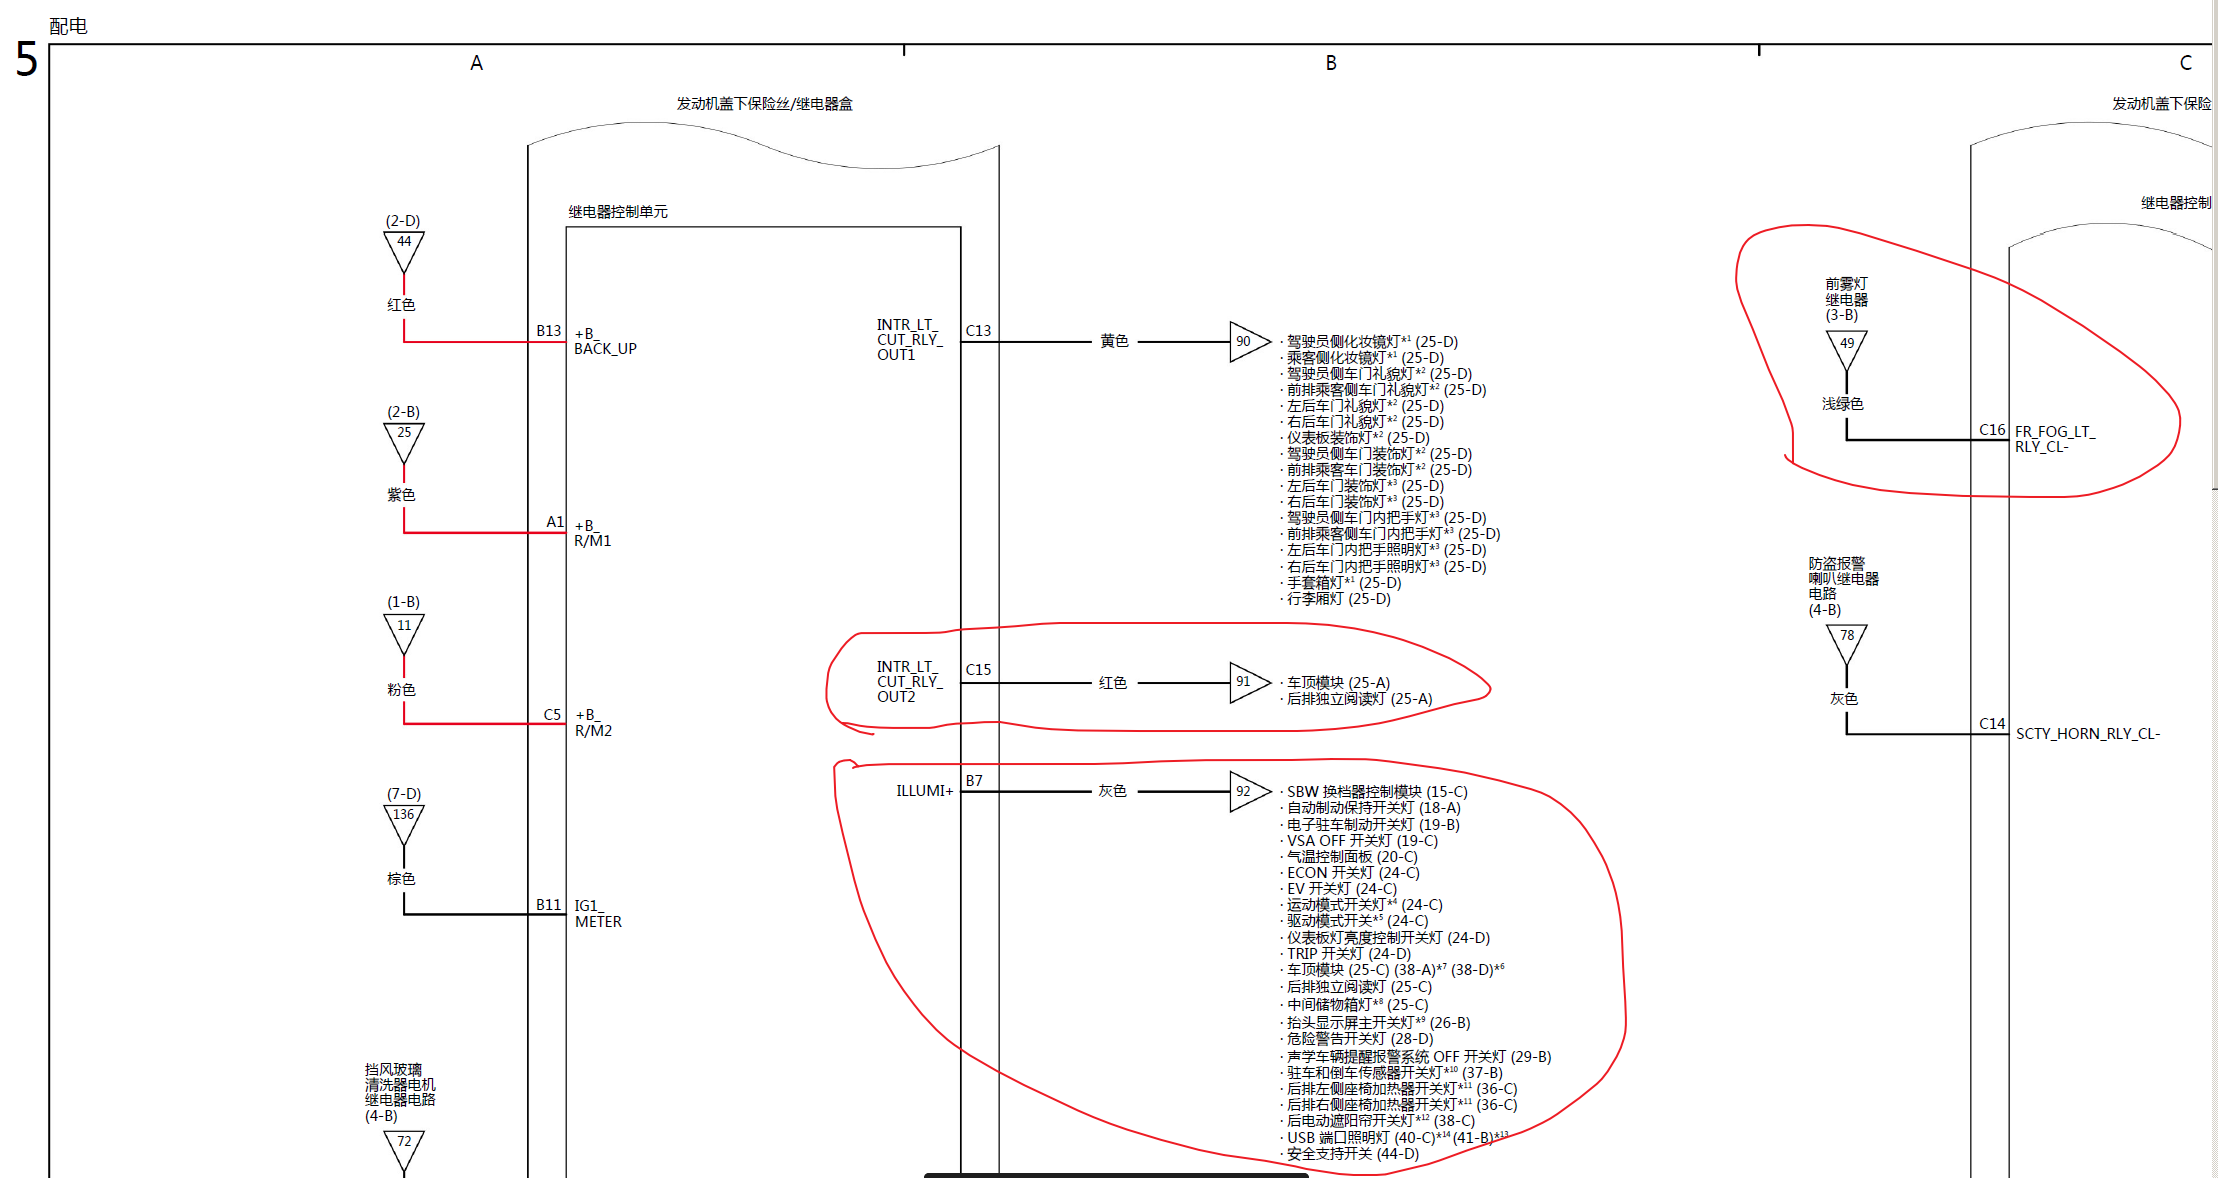 配电
5
A
B
C
发动机盖下保险丝/继电器盒
发动机盖下保险
继电器控制单元
继电器控制
(2-D)
44
红色
B13
+B_
BACK_UP
(2-B)
25
紫色
A1
+B_
R/M1
(1-B)
11
粉色
C5
+B_
R/M2
(7-D)
136
棕色
B11
IG1_
METER
挡风玻璃
清洗器电机
继电器电路
(4-B)
72
INTR_LT_
CUT_RLY_
OUT1
C13
黄色
90
· 驾驶员侧化妆镜灯*1 (25-D)
· 乘客侧化妆镜灯*1 (25-D)
· 驾驶员侧车门礼貌灯*2 (25-D)
· 前排乘客侧车门礼貌灯*2 (25-D)
· 左后车门礼貌灯*2 (25-D)
· 右后车门礼貌灯*2 (25-D)
· 仪表板装饰灯*2 (25-D)
· 驾驶员侧车门装饰灯*2 (25-D)
· 前排乘客车门装饰灯*2 (25-D)
· 左后车门装饰灯*3 (25-D)
· 右后车门装饰灯*3 (25-D)
· 驾驶员侧车门内把手灯*3 (25-D)
· 前排乘客侧车门内把手灯*3 (25-D)
· 左后车门内把手照明灯*3 (25-D)
· 右后车门内把手照明灯*3 (25-D)
· 手套箱灯*1 (25-D)
· 行李厢灯 (25-D)
INTR_LT_
CUT_RLY_
OUT2
C15
红色
91
· 车顶模块 (25-A)
· 后排独立阅读灯 (25-A)
ILLUMI+
B7
灰色
92
· SBW 换档器控制模块 (15-C)
· 自动制动保持开关灯 (18-A)
· 电子驻车制动开关灯 (19-B)
· VSA OFF 开关灯 (19-C)
· 气温控制面板 (20-C)
· ECON 开关灯 (24-C)
· EV 开关灯 (24-C)
· 运动模式开关灯*4 (24-C)
· 驱动模式开关*5 (24-C)
· 仪表板灯亮度控制开关灯 (24-D)
· TRIP 开关灯 (24-D)
· 车顶模块 (25-C) (38-A)*7 (38-D)*6
· 后排独立阅读灯 (25-C)
· 中间储物箱灯*8 (25-C)
· 抬头显示屏主开关灯*9 (26-B)
· 危险警告开关灯 (28-D)
· 声学车辆提醒报警系统 OFF 开关灯 (29-B)
· 驻车和倒车传感器开关灯*10 (37-B)
· 后排左侧座椅加热器开关灯*11 (36-C)
· 后排右侧座椅加热器开关灯*11 (36-C)
· 后电动遮阳帘开关灯*12 (38-C)
· USB 端口照明灯 (40-C)*14 (41-B)*13
· 安全支持开关 (44-D)
前雾灯
继电器
(3-B)
49
浅绿色
C16
FR_FOG_LT_
RLY_CL-
防盗报警
喇叭继电器
电路
(4-B)
78
灰色
C14
SCTY_HORN_RLY_CL-